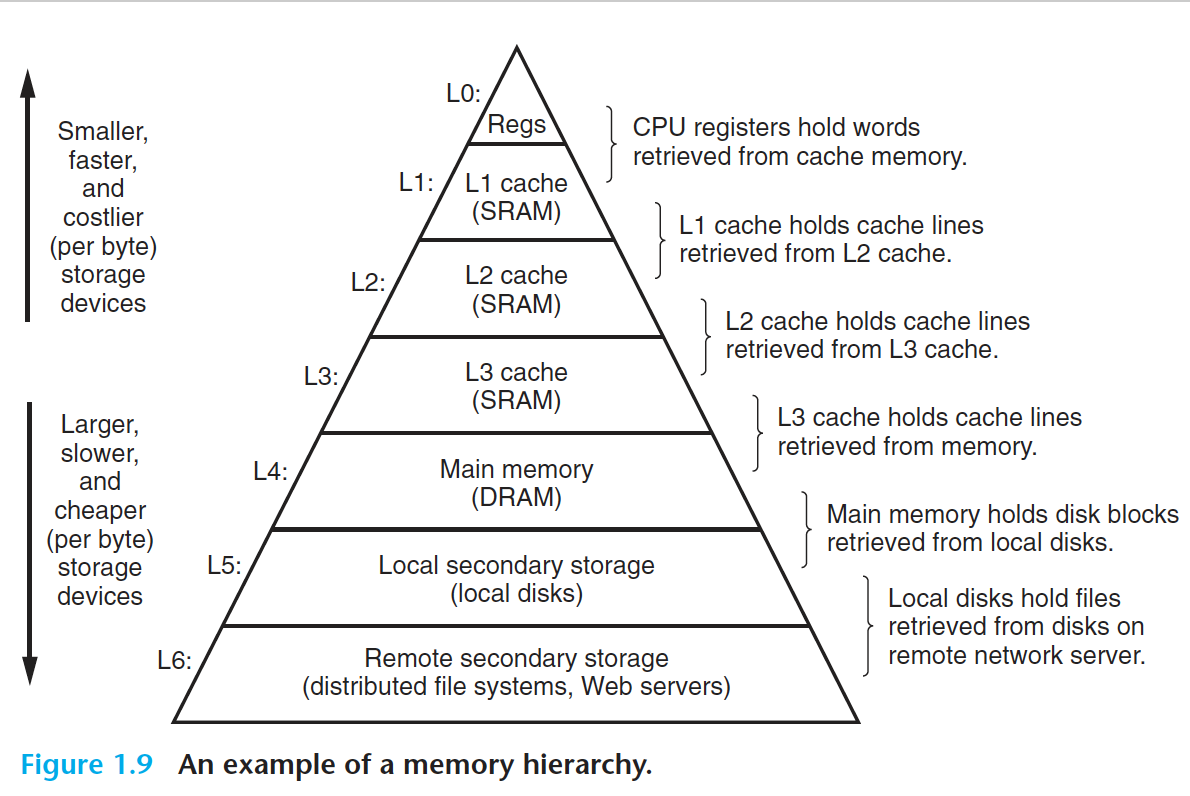 Smaller,
faster,
and
costlier
(per byte)
storage
devices
Larger,
slower,
and
cheaper
(per byte)
storage
devices
L0:
Regs
CPU registers hold words
retrieved from cache memory.
L1:
L1 cache
(SRAM)
L1 cache holds cache lines
retrieved from L2 cache.
L2:
L2 cache
(SRAM)
L2 cache holds cache lines
retrieved from L3 cache.
L3:
L3 cache
(SRAM)
L3 cache holds cache lines
retrieved from memory.
L4:
Main memory
(DRAM)
Main memory holds disk blocks
retrieved from local disks.
L5:
Local secondary storage
(local disks)
Local disks hold files
retrieved from disks on
remote network server.
L6:
Remote secondary storage
(distributed file systems, Web servers)
Figure 1.9 An example of a memory hierarchy.